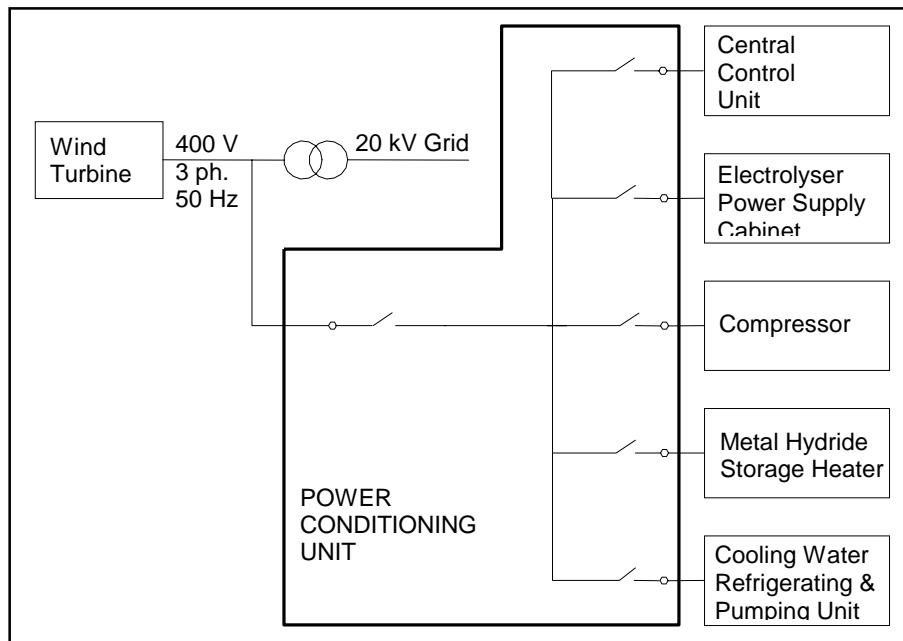 Wind
Turbine
400 V
3 ph.
50 Hz
20 kV Grid
Central
Control
Unit
Electrolyser
Power Supply
Cabinet
Compressor
Metal Hydride
Storage Heater
Cooling Water
Refrigerating &
Pumping Unit
POWER
CONDITIONING
UNIT